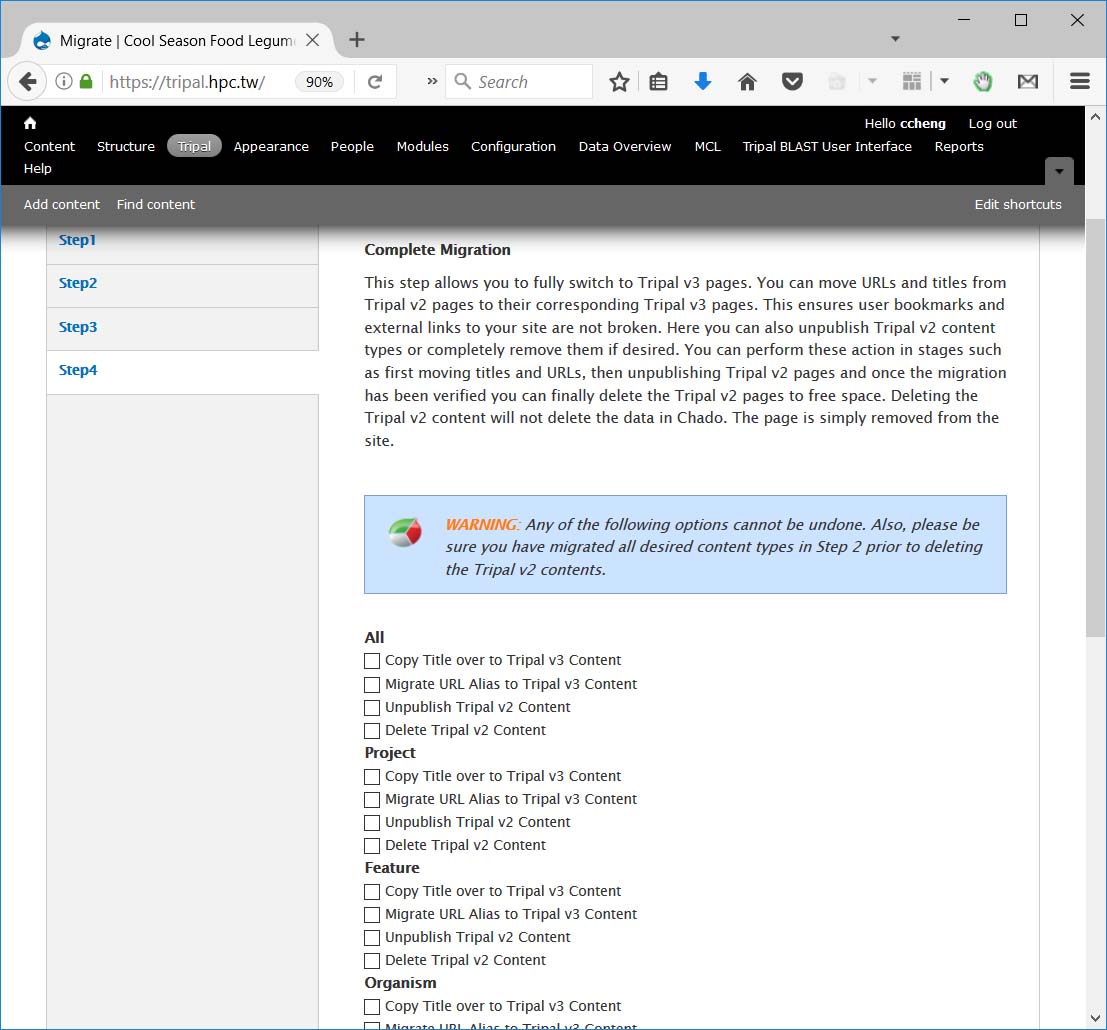 Migrate | Cool Season Food Legum
https://tripal.hpc.tw/ 90% » Search
Hello ccheng Log out
Content Structure Tripal Appearance People Modules Configuration Data Overview MCL Tripal BLAST User Interface Reports
Help
Add content Find content Edit shortcuts
Step1
Step2
Step3
Step4
Complete Migration
This step allows you to fully switch to Tripal v3 pages. You can move URLs and titles from
Tripal v2 pages to their corresponding Tripal v3 pages. This ensures user bookmarks and
external links to your site are not broken. Here you can also unpublish Tripal v2 content
types or completely remove them if desired. You can perform these action in stages such
as first moving titles and URLs, then unpublishing Tripal v2 pages and once the migration
has been verified you can finally delete the Tripal v2 pages to free space. Deleting the
Tripal v2 content will not delete the data in Chado. The page is simply removed from the
site.
WARNING: Any of the following options cannot be undone. Also, please be
sure you have migrated all desired content types in Step 2 prior to deleting
the Tripal v2 contents.
All
Copy Title over to Tripal v3 Content
Migrate URL Alias to Tripal v3 Content
Unpublish Tripal v2 Content
Delete Tripal v2 Content
Project
Copy Title over to Tripal v3 Content
Migrate URL Alias to Tripal v3 Content
Unpublish Tripal v2 Content
Delete Tripal v2 Content
Feature
Copy Title over to Tripal v3 Content
Migrate URL Alias to Tripal v3 Content
Unpublish Tripal v2 Content
Delete Tripal v2 Content
Organism
Copy Title over to Tripal v3 Content
Migrate URL Alias to Tripal v3 Content